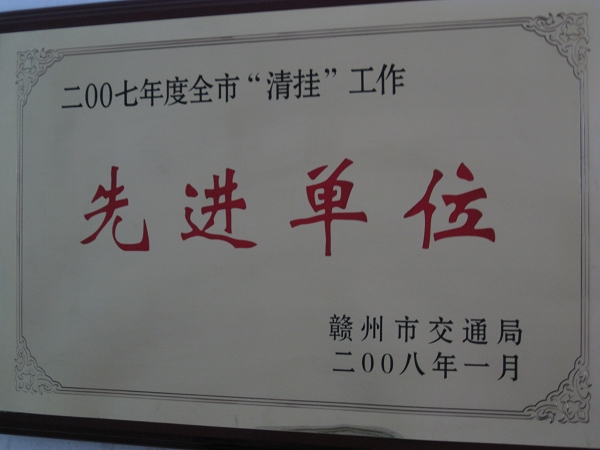 二00七年度全市“清挂”工作
先进单位
赣州市交通局
二00八年一月